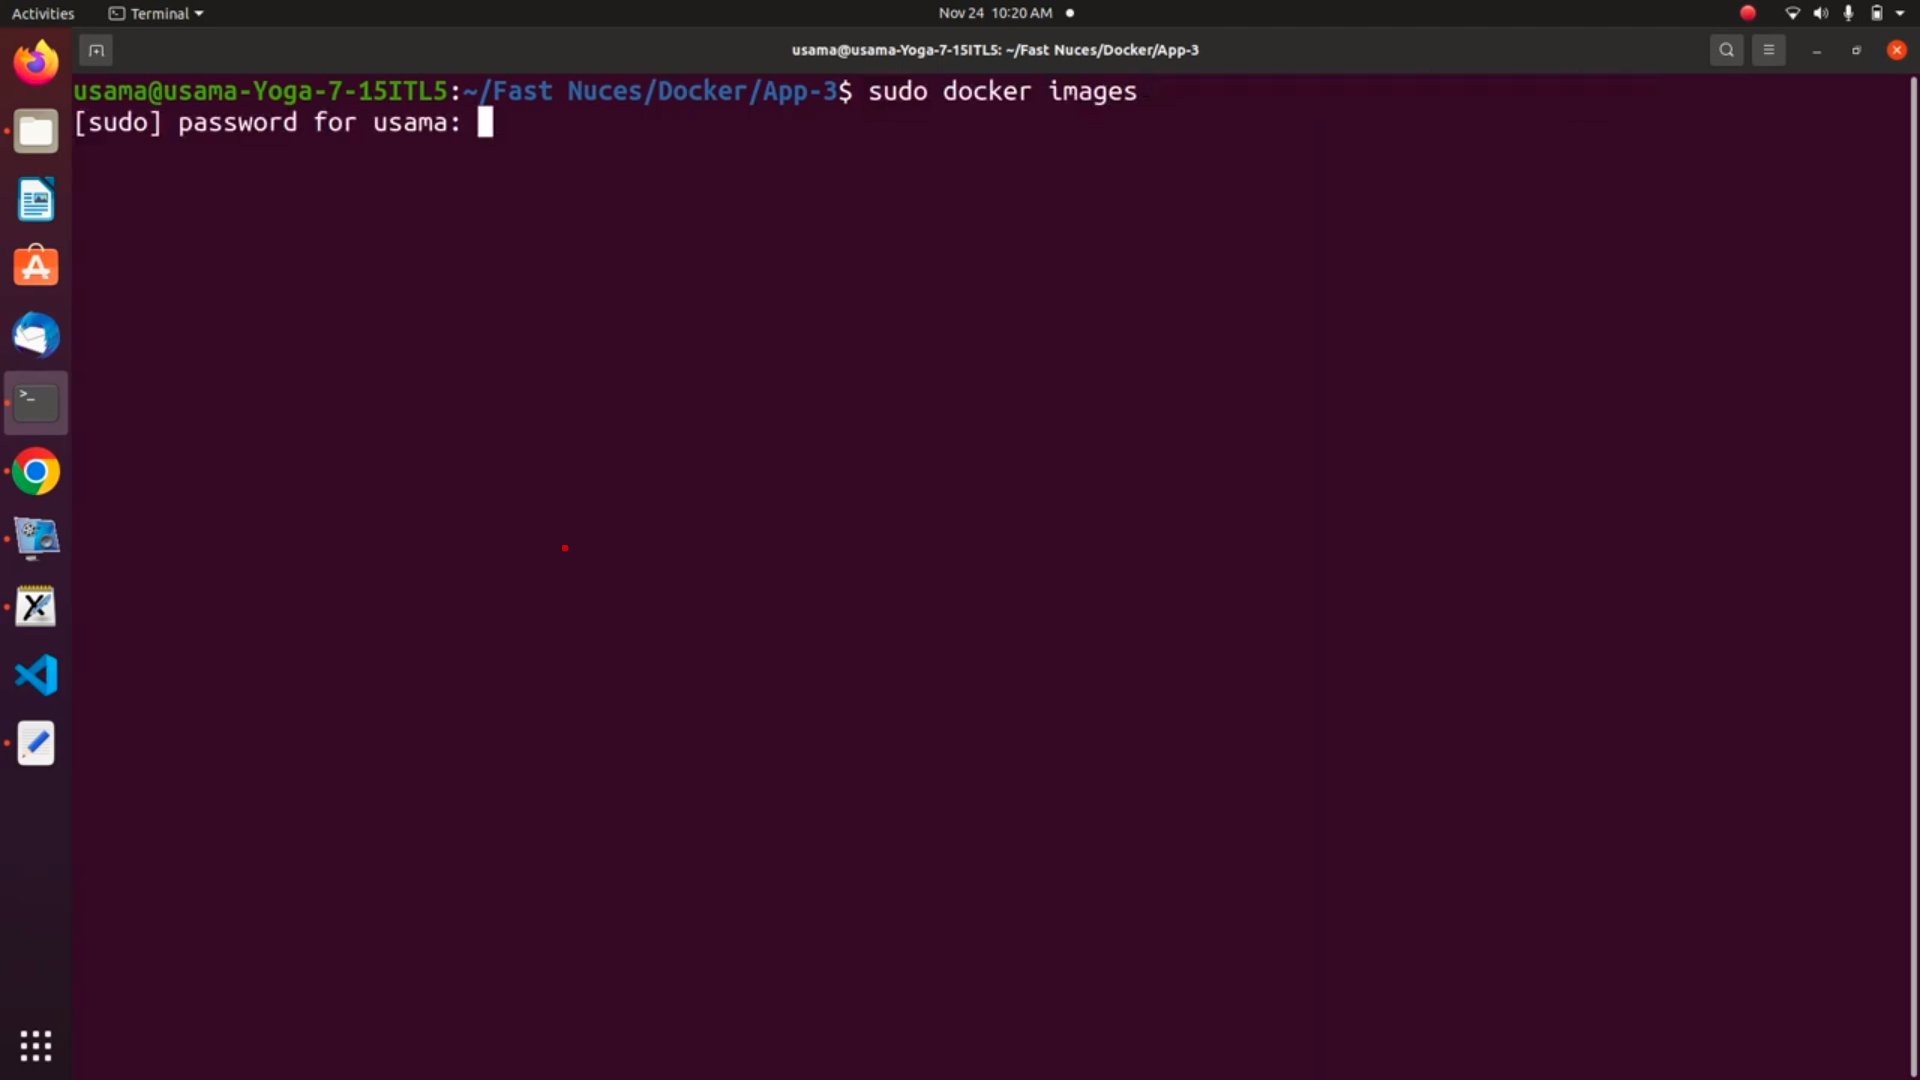 Activities
Terminal
Nov 24 10:20 AM
usama@usama-Yoga-7-15ITL5: ~/Fast Nuces/Docker/App-3
usama@usama-Yoga-7-15ITL5:~/Fast Nuces/Docker/App-3$ sudo docker images
[sudo] password for usama: